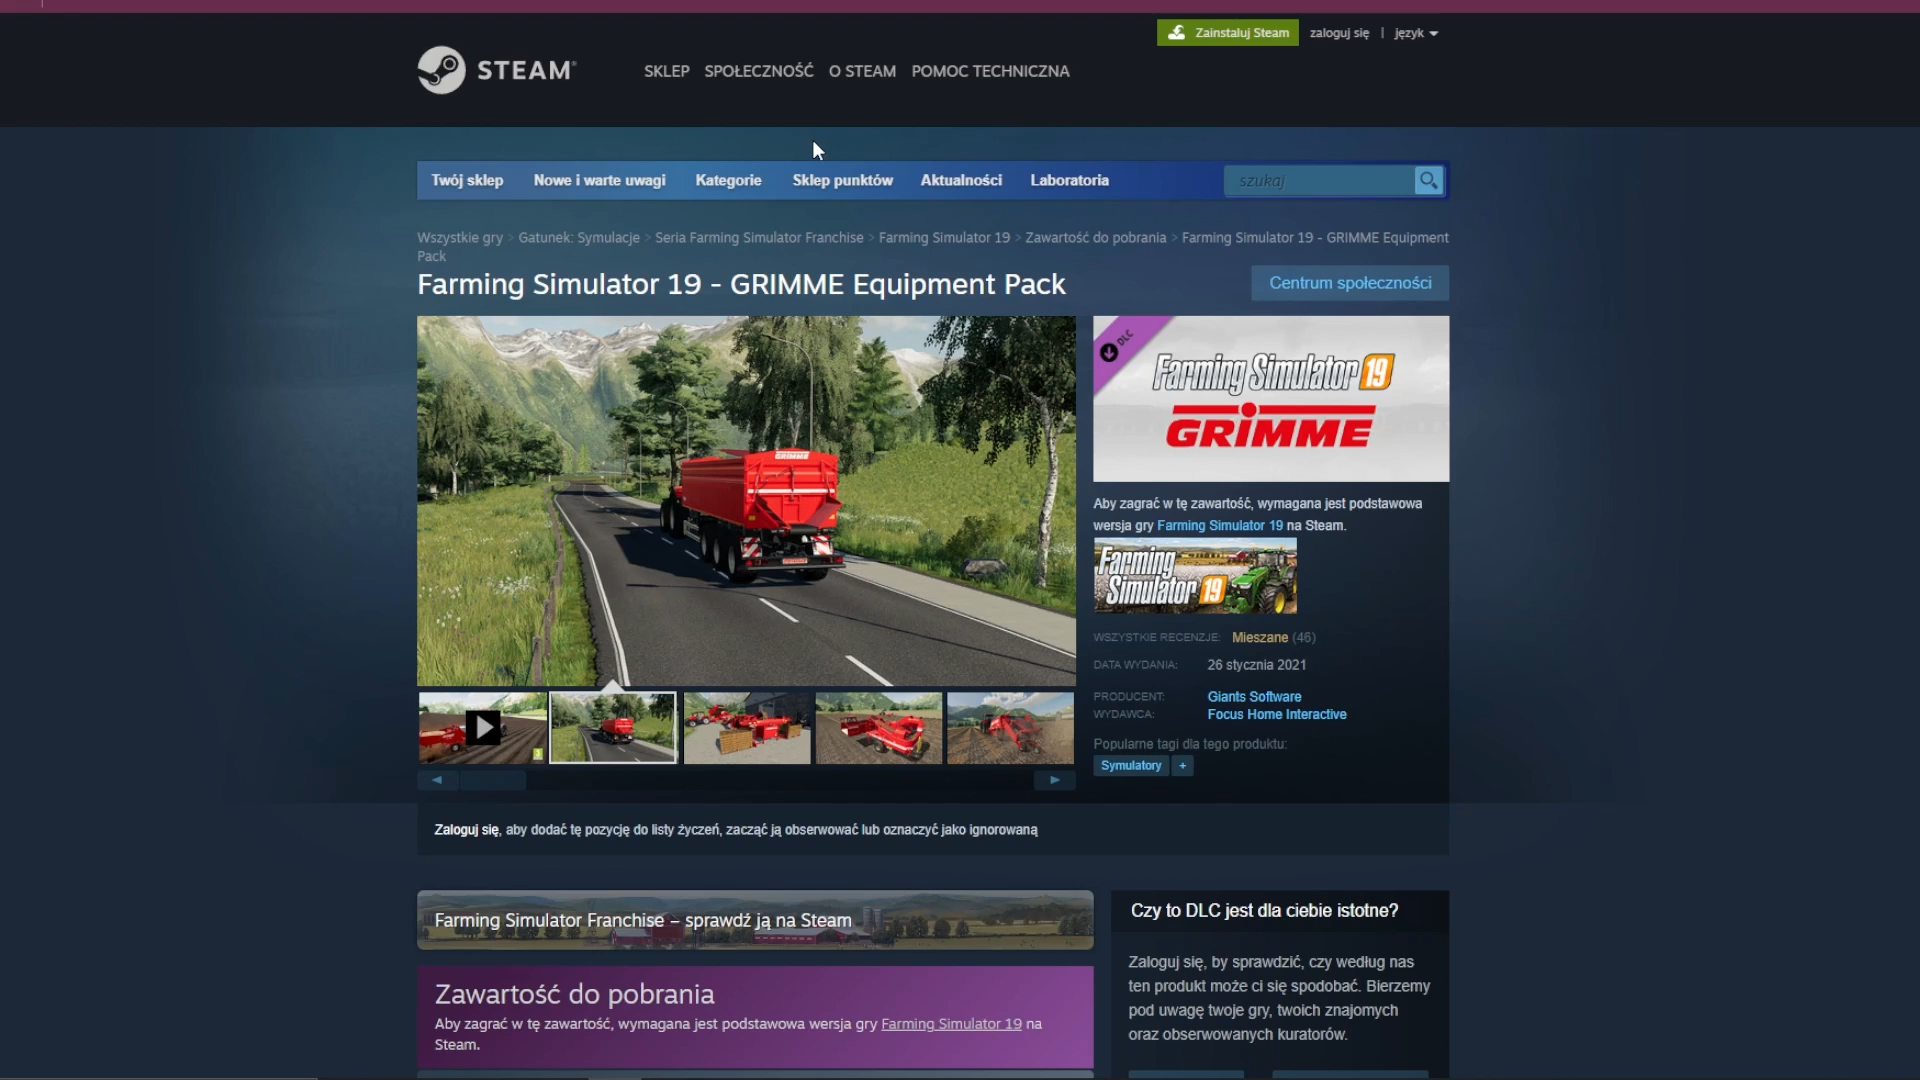 Zainstaluj Steam
zaloguj się | język
STEAM®
SKLEP SPOŁECZNOŚĆ O STEAM POMOC TECHNICZNA
Twój sklep Nowe i warte uwagi Kategorie Sklep punktów Aktualności Laboratoria
szukaj
Wszystkie gry > Gatunek: Symulacje > Seria Farming Simulator Franchise > Farming Simulator 19 > Zawartość do pobrania > Farming Simulator 19 - GRIMME Equipment
Pack
Farming Simulator 19 - GRIMME Equipment Pack
Centrum społeczności
GRIMME
DLC
Farming Simulator 19
GRIMME
Aby zagrać w tę zawartość, wymagana jest podstawowa
wersja gry Farming Simulator 19 na Steam.
Farming
Simulator 19
WSZYSTKIE RECENZJE: Mieszane (46)
DATA WYDANIA: 26 stycznia 2021
PRODUCENT: Giants Software
WYDAWCA: Focus Home Interactive
Popularne tagi dla tego produktu:
Symulatory +
3
Zaloguj się, aby dodać tę pozycję do listy życzeń, zacząć ją obserwować lub oznaczyć jako ignorowaną
Farming Simulator Franchise – sprawdź ją na Steam
Zawartość do pobrania
Aby zagrać w tę zawartość, wymagana jest podstawowa wersja gry Farming Simulator 19 na
Steam.
Czy to DLC jest dla ciebie istotne?
Zaloguj się, by sprawdzić, czy według nas
ten produkt może ci się spodobać. Bierzemy
pod uwagę twoje gry, twoich znajomych
oraz obserwowanych kuratorów.